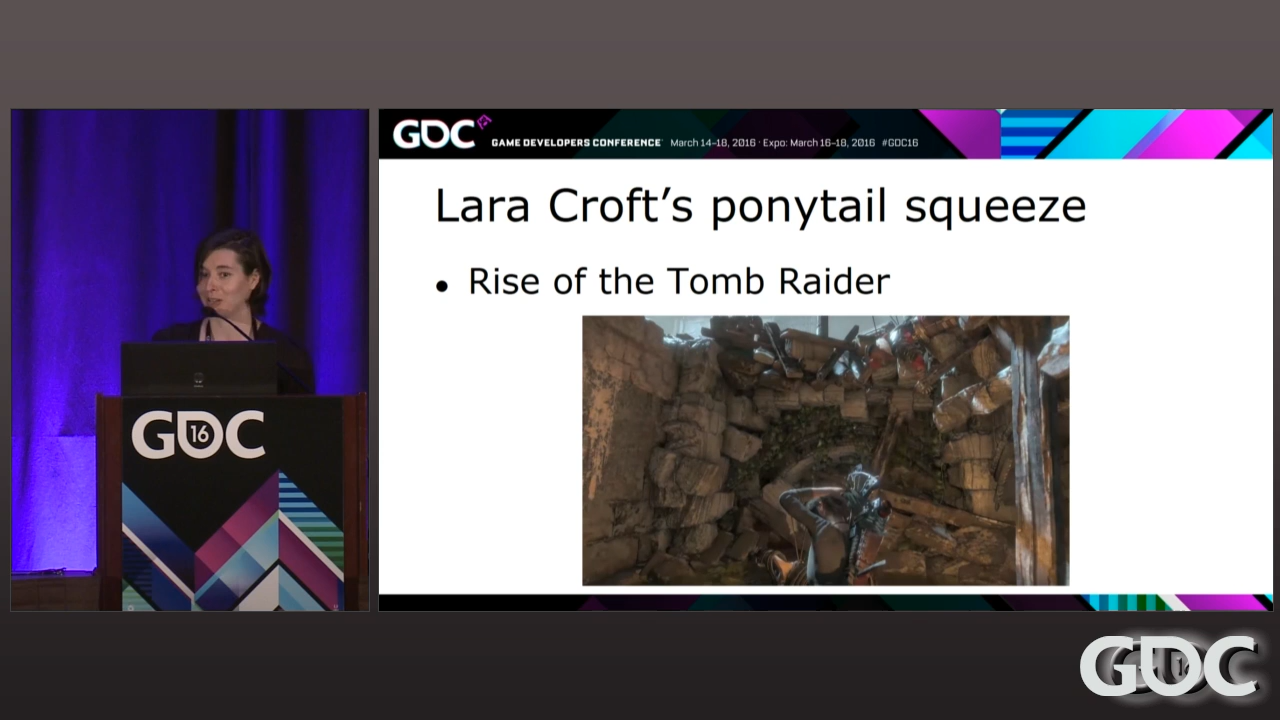 GDC
GAME DEVELOPERS CONFERENCE March 14-18, 2016 · Expo: March 16-18, 2016 #GDC16
Lara Croft’s ponytail squeeze
• Rise of the Tomb Raider
GDC
16
GDC
16